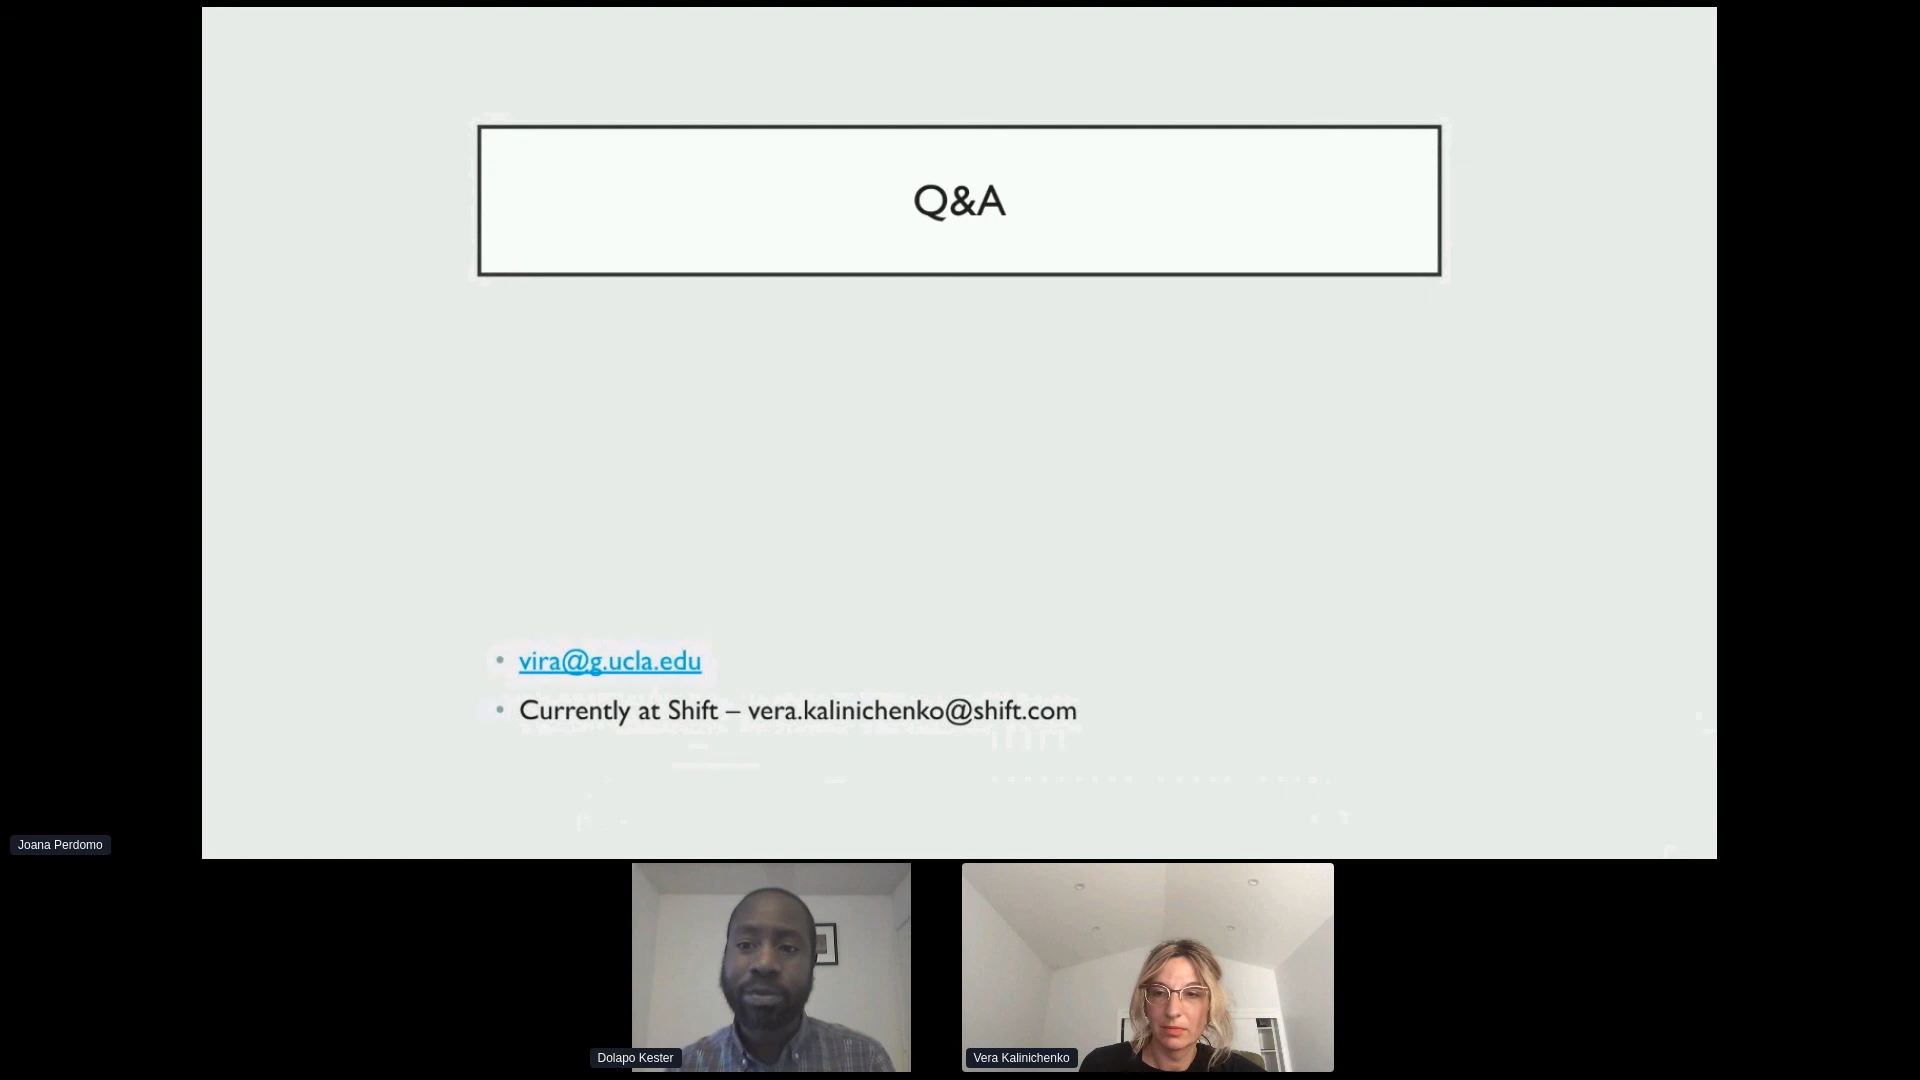 Q&A
vira@g.ucla.edu
Currently at Shift – vera.kalinichenko@shift.com
Joana Perdomo
Dolapo Kester
Vera Kalinichenko